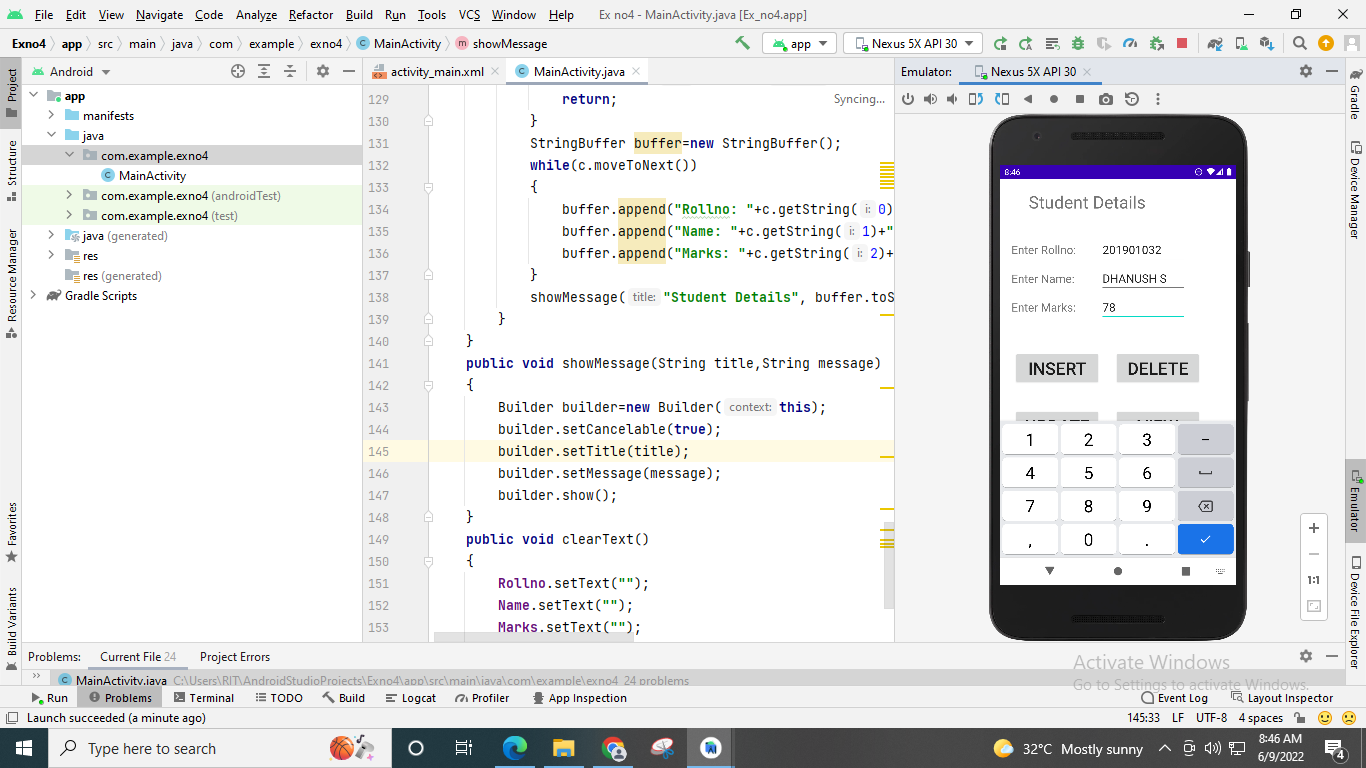 File Edit View Navigate Code Analyze Refactor Build Run Tools VCS Window Help Ex no4 - MainActivity.java [Ex_no4.app]
Exno4 app src main java com example exno4 MainActivity showMessage app Nexus 5X API 30
Android activity_main.xml MainActivity.java Emulator: Nexus 5X API 30
Project
Structure
Resource Manager
Favorites
Build Variants
app
manifests
java
com.example.exno4
MainActivity
com.example.exno4 (androidTest)
com.example.exno4 (test)
java (generated)
res
res (generated)
Gradle Scripts
Syncing...
129 return;
130 }
131 StringBuffer buffer=new StringBuffer();
132 while(c.moveToNext())
133 {
134 buffer.append("Rollno: "+c.getString( i: 0)
135 buffer.append("Name: "+c.getString( i: 1)+"
136 buffer.append("Marks: "+c.getString( i: 2)+
137 }
138 showMessage( title: "Student Details", buffer.toS
139 }
140 }
141 public void showMessage(String title,String message)
142 {
143 Builder builder=new Builder( context: this);
144 builder.setCancelable(true);
145 builder.setTitle(title);
146 builder.setMessage(message);
147 builder.show();
148 }
149 public void clearText()
150 {
151 Rollno.setText("");
152 Name.setText("");
153 Marks.setText("");
8:46
Student Details
Enter Rollno: 201901032
Enter Name: DHANUSH S
Enter Marks: 78
INSERT DELETE
UPDATE VIEW
1 2 3 -
4 5 6
7 8 9
, 0 .
1:1
Gradle
Device Manager
Emulator
Device File Explorer
Problems: Current File 24 Project Errors
MainActivity.java C:\Users\RIT\AndroidStudioProjects\Exno4\app\src\main\java\com\example\exno4 24 problems
Activate Windows
Go to Settings to activate Windows.
Run Problems Terminal TODO Build Logcat Profiler App Inspection Event Log Layout Inspector
Launch succeeded (a minute ago) 145:33 LF UTF-8 4 spaces
Type here to search 32°C Mostly sunny 8:46 AM
6/9/2022
4